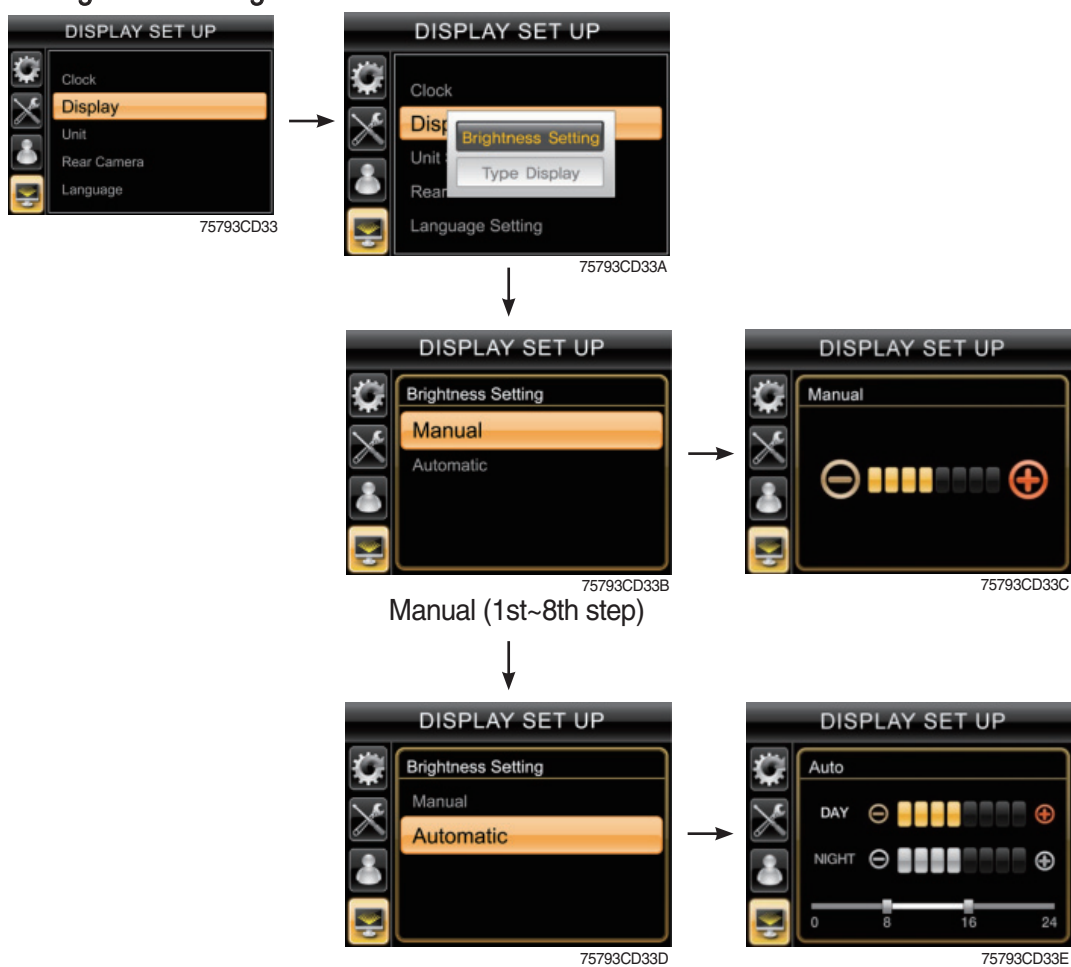 DISPLAY SET UP
Clock
Display
Unit
Rear Camera
Language
75793CD33
DISPLAY SET UP
Clock
Disp
Brightness Setting
Unit
Type Display
Rear
Language Setting
75793CD33A
DISPLAY SET UP
Brightness Setting
Manual
Automatic
75793CD33B
Manual (1st~8th step)
DISPLAY SET UP
Manual
75793CD33C
DISPLAY SET UP
Brightness Setting
Manual
Automatic
75793CD33D
DISPLAY SET UP
Auto
DAY
NIGHT
0 8 16 24
75793CD33E